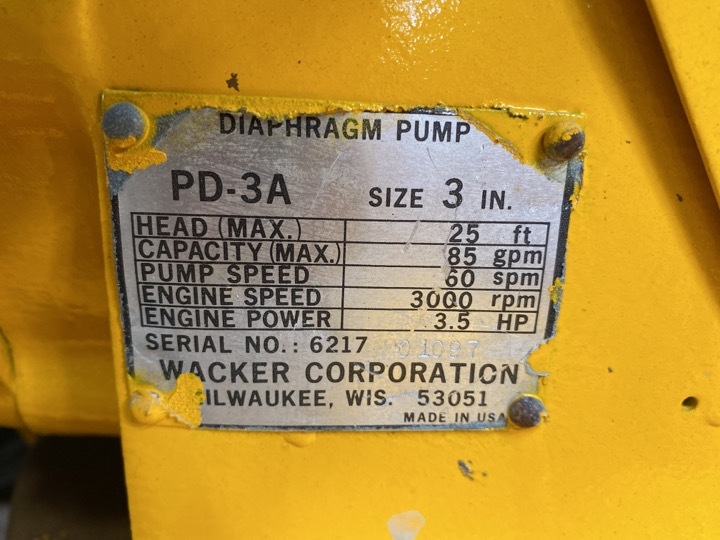 DIAPHRAGM PUMP
PD-3A SIZE 3 IN.
HEAD (MAX.) 25 ft
CAPACITY (MAX.) 85 gpm
PUMP SPEED 60 spm
ENGINE SPEED 3000 rpm
ENGINE POWER 3.5 HP
SERIAL NO.: 6217 01097
WACKER CORPORATION
MILWAUKEE, WIS. 53051
MADE IN USA